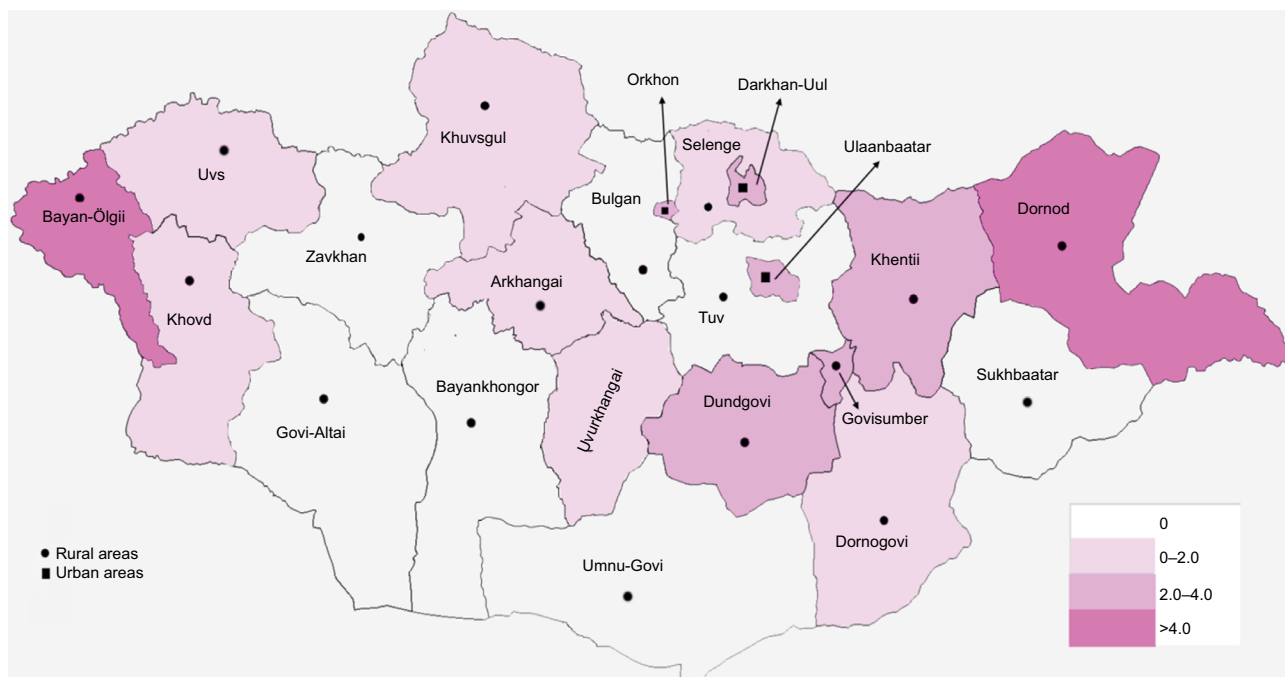 Orkhon
Darkhan-Uul
Khuvsgul
Selenge
Ulaanbaatar
Uvs
Bulgan
Bayan-Ölgii
Dornod
Zavkhan
Khentii
Arkhangai
Khovd
Tuv
Bayankhongor
Uvurkhangai
Dundgovi
Sukhbaatar
Govi-Altai
Govisumber
Dornogovi
Umnu-Govi
Rural areas
Urban areas
0
0–2.0
2.0–4.0
>4.0